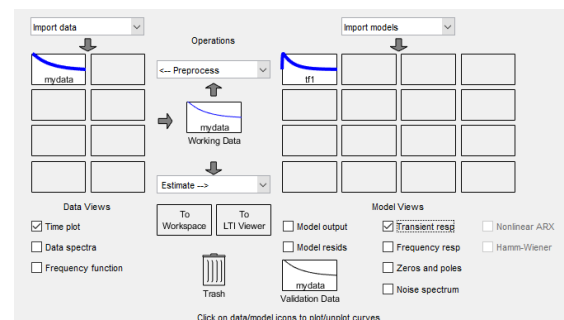 Import data
Operations
Import models
mydata
<-- Preprocess
tf1
mydata
Working Data
Estimate -->
Data Views
To
Workspace
To
LTI Viewer
Model Views
Time plot
Data spectra
Frequency function
Trash
Model output
Model resids
mydata
Validation Data
Transient resp
Frequency resp
Zeros and poles
Noise spectrum
Nonlinear ARX
Hamm-Wiener
Click on data/model icons to plot/unplot curves.